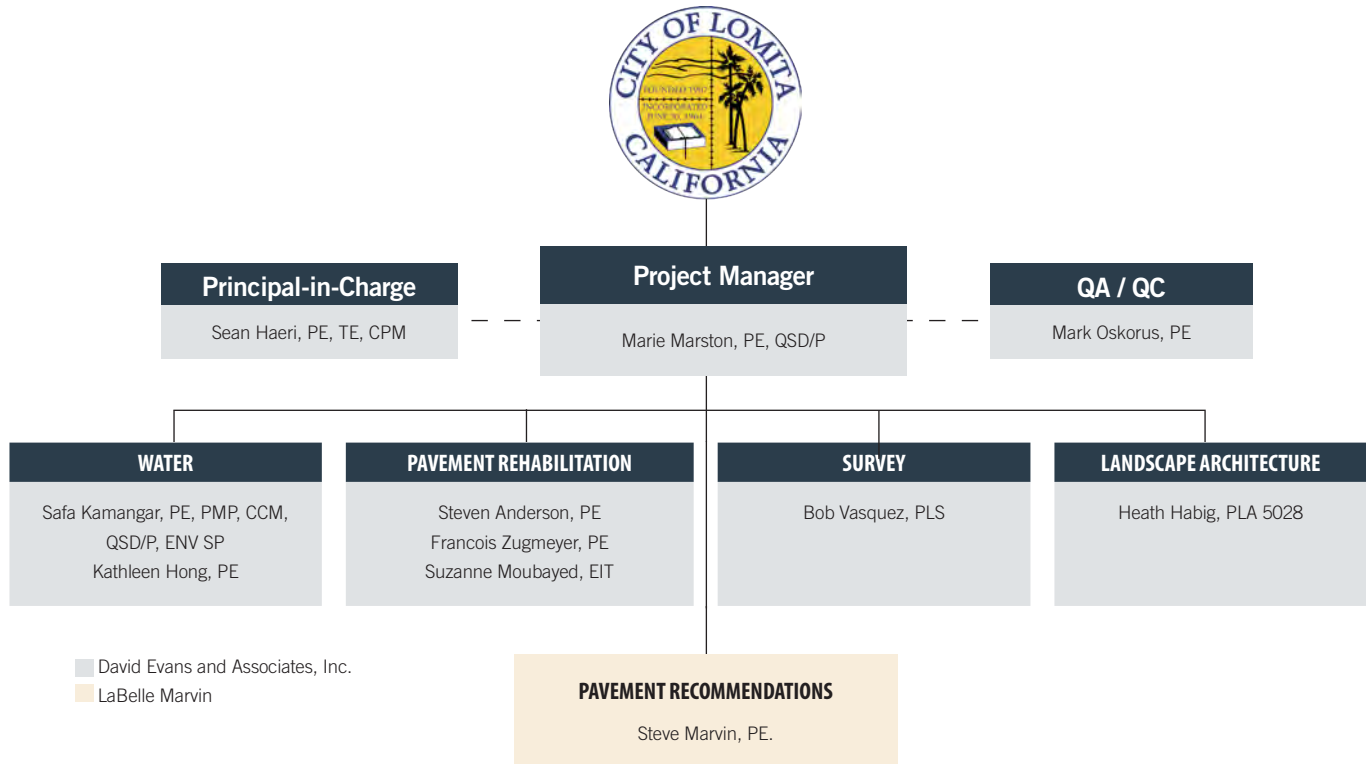 CITY OF LOMITA
FOUNDED 1907
INCORPORATED
JUNE 30, 1964
CALIFORNIA
Principal-in-Charge
Sean Haeri, PE, TE, CPM
Project Manager
Marie Marston, PE, QSD/P
QA / QC
Mark Oskorus, PE
WATER
Safa Kamangar, PE, PMP, CCM,
QSD/P, ENV SP
Kathleen Hong, PE
PAVEMENT REHABILITATION
Steven Anderson, PE
Francois Zugmeyer, PE
Suzanne Moubayed, EIT
SURVEY
Bob Vasquez, PLS
LANDSCAPE ARCHITECTURE
Heath Habig, PLA 5028
David Evans and Associates, Inc.
LaBelle Marvin
PAVEMENT RECOMMENDATIONS
Steve Marvin, PE.